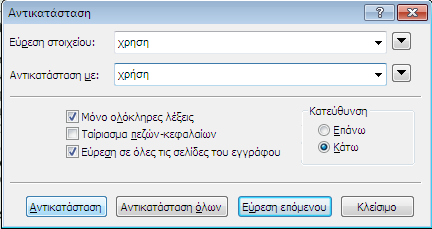 Αντικατάσταση
Εύρεση στοιχείου: χρηση
Αντικατάσταση με: χρήση
Μόνο ολόκληρες λέξεις
Ταίριασμα πεζών-κεφαλαίων
Εύρεση σε όλες τις σελίδες του εγγράφου
Κατεύθυνση
Επάνω
Κάτω
Αντικατάσταση Αντικατάσταση όλων Εύρεση επόμενου Κλείσιμο